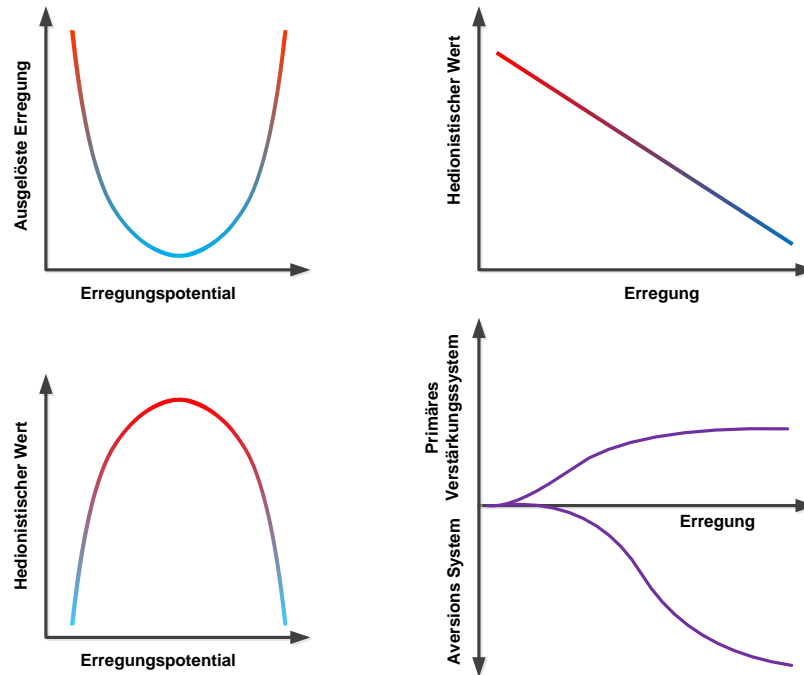 Ausgelöste Erregung
Erregungspotential
Hedionistischer Wert
Erregung
Hedionistischer Wert
Erregungspotential
Primäres
Verstärkungssystem
Aversions System
Erregung